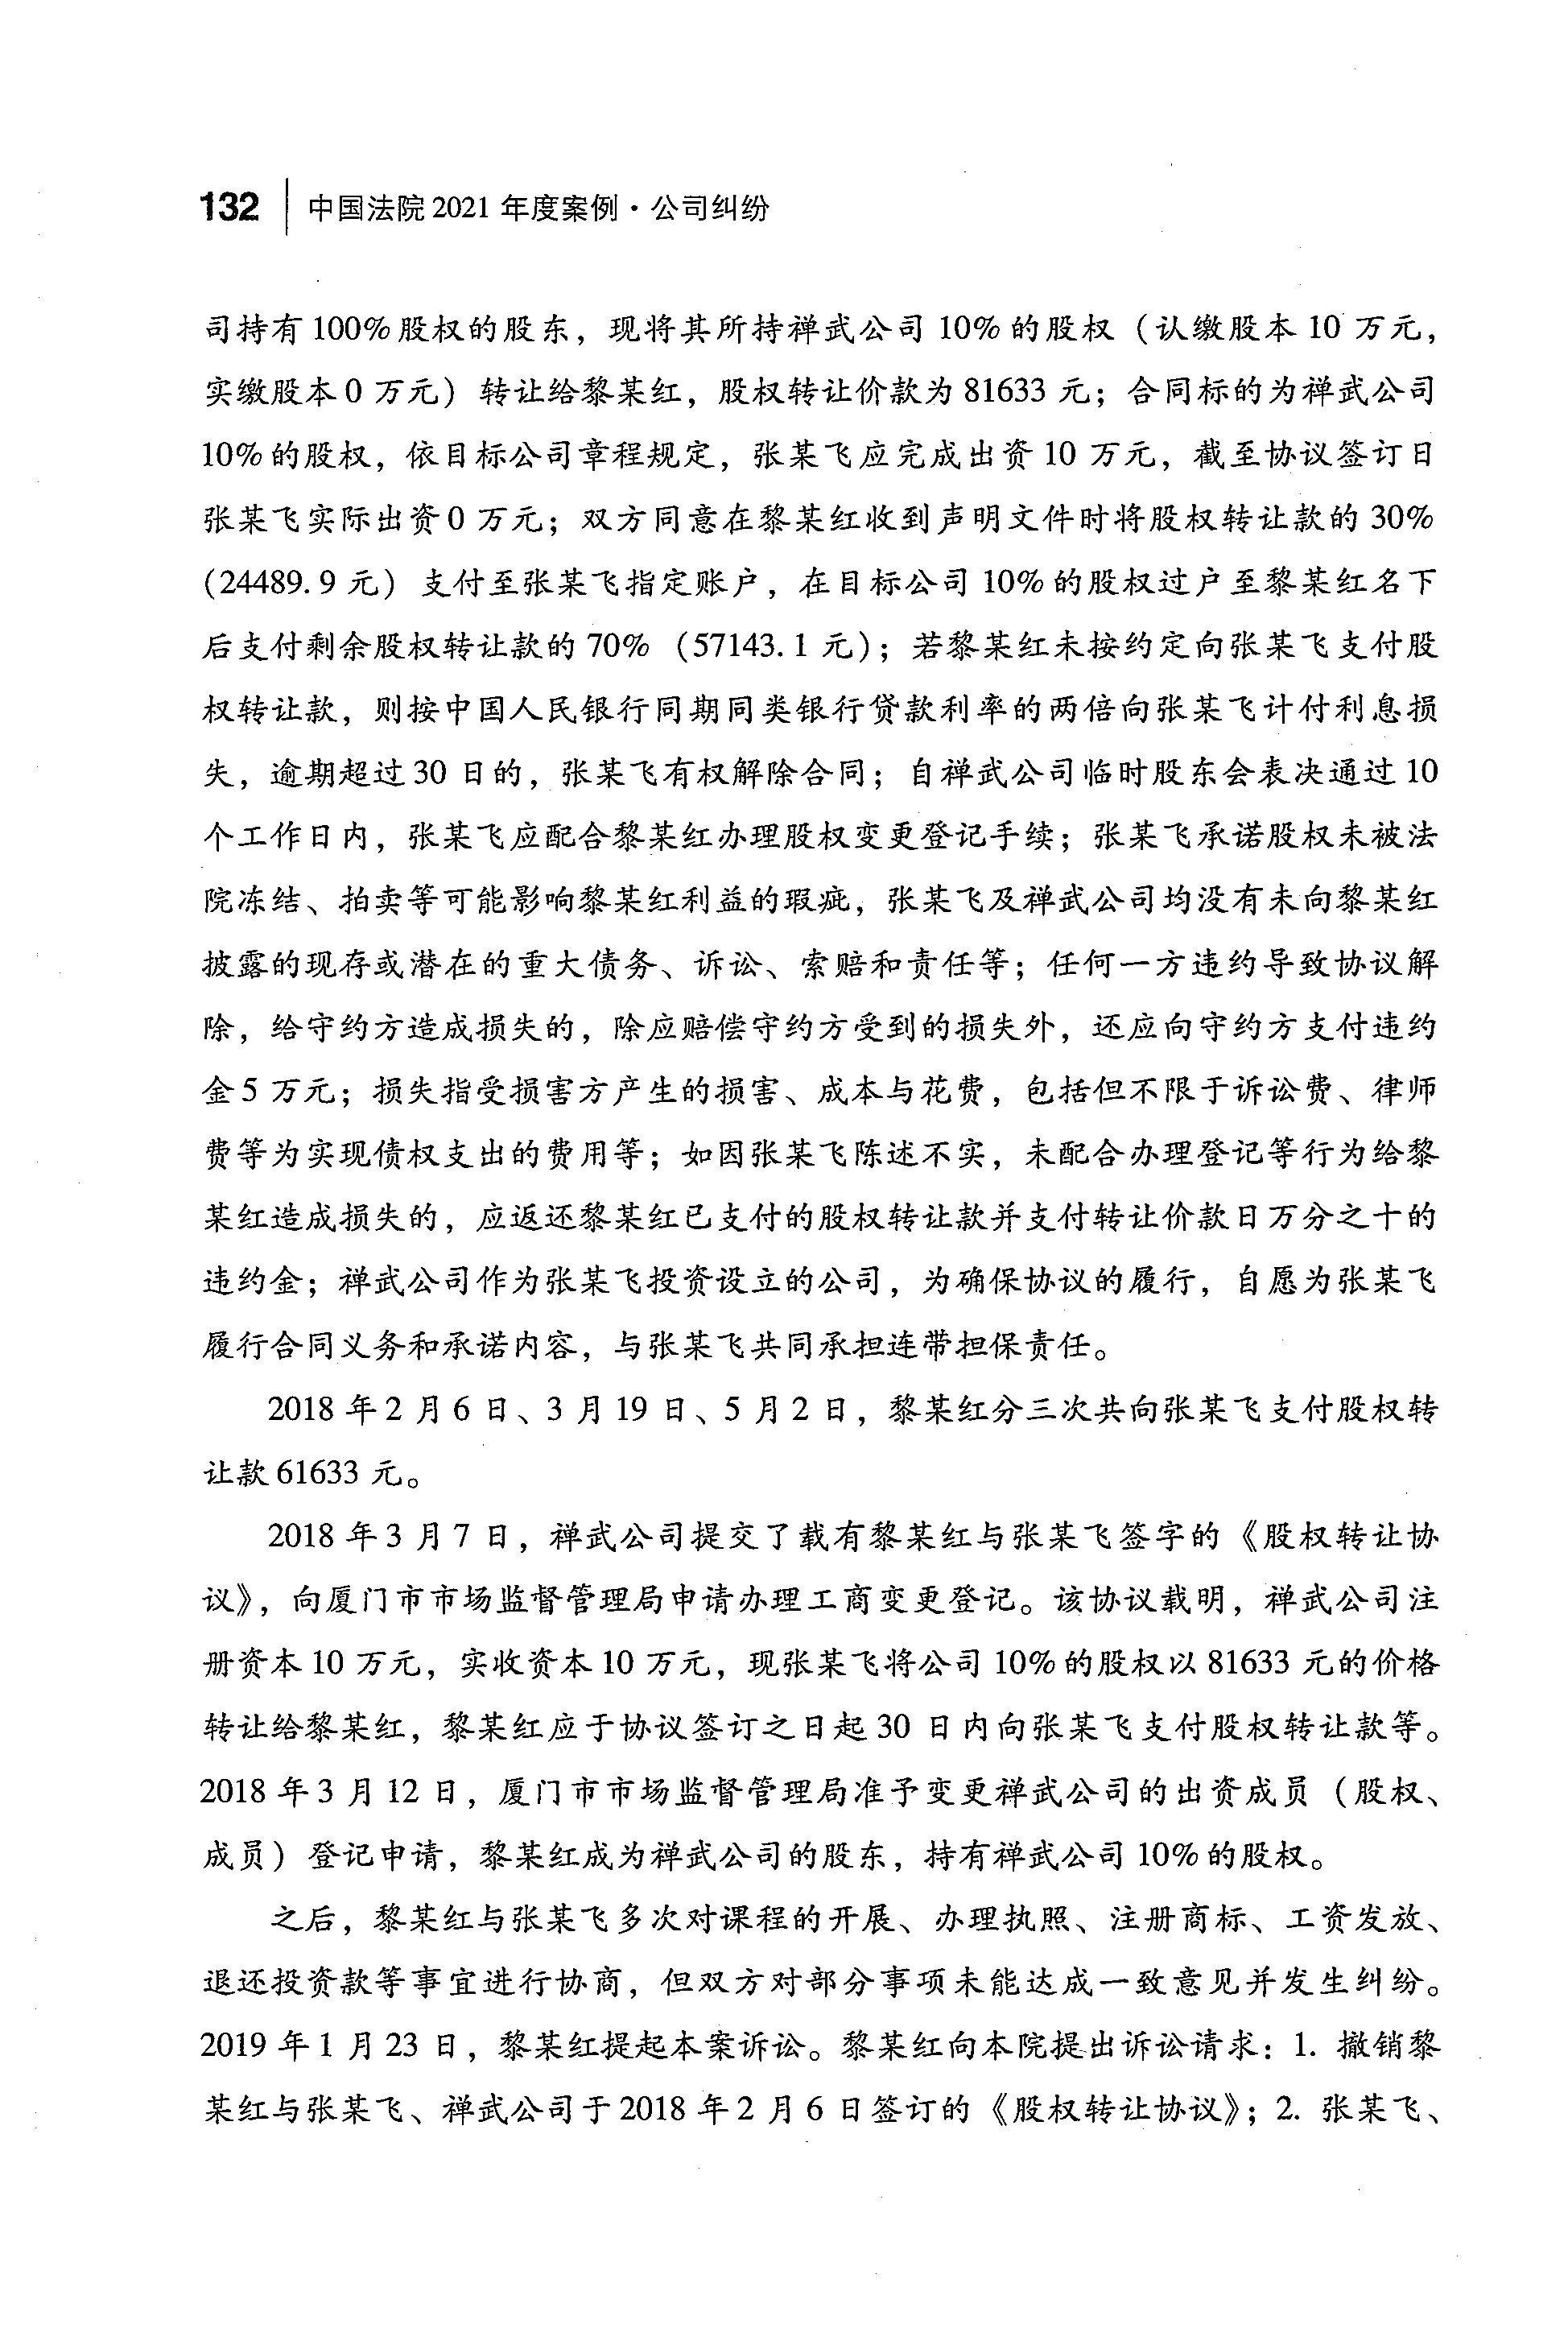 132 中国法院2021年度案例·公司纠纷
司持有100%股权的股东，现将其所持禅武公司10%的股权（认缴股本10万元，
实缴股本0万元）转让给黎某红，股权转让价款为81633元；合同标的为禅武公司
10%的股权，依目标公司章程规定，张某飞应完成出资10万元，截至协议签订日
张某飞实际出资0万元；双方同意在黎某红收到声明文件时将股权转让款的30%
（24489.9元）支付至张某飞指定账户，在目标公司10%的股权过户至黎某红名下
后支付剩余股权转让款的70%（57143.1元）；若黎某红未按约定向张某飞支付股
权转让款，则按中国人民银行同期同类银行贷款利率的两倍向张某飞计付利息损
失，逾期超过30日的，张某飞有权解除合同；自禅武公司临时股东会表决通过10
个工作日内，张某飞应配合黎某红办理股权变更登记手续；张某飞承诺股权未被法
院冻结、拍卖等可能影响黎某红利益的瑕疵，张某飞及禅武公司均没有未向黎某红
披露的现存或潜在的重大债务、诉讼、索赔和责任等；任何一方违约导致协议解
除，给守约方造成损失的，除应赔偿守约方受到的损失外，还应向守约方支付违约
金5万元；损失指受损害方产生的损害、成本与花费，包括但不限于诉讼费、律师
费等为实现债权支出的费用等；如因张某飞陈述不实，未配合办理登记等行为给黎
某红造成损失的，应返还黎某红已支付的股权转让款并支付转让价款日万分之十的
违约金；禅武公司作为张某飞投资设立的公司，为确保协议的履行，自愿为张某飞
履行合同义务和承诺内容，与张某飞共同承担连带担保责任。
2018年2月6日、3月19日、5月2日，黎某红分三次共向张某飞支付股权转
让款61633元。
2018年3月7日，禅武公司提交了载有黎某红与张某飞签字的《股权转让协
议》，向厦门市市场监督管理局申请办理工商变更登记。该协议载明，禅武公司注
册资本10万元，实收资本10万元，现张某飞将公司10%的股权以81633元的价格
转让给黎某红，黎某红应于协议签订之日起30日内向张某飞支付股权转让款等。
2018年3月12日，厦门市市场监督管理局准予变更禅武公司的出资成员（股权、
成员）登记申请，黎某红成为禅武公司的股东，持有禅武公司10%的股权。
之后，黎某红与张某飞多次对课程的开展、办理执照、注册商标、工资发放、
退还投资款等事宜进行协商，但双方对部分事项未能达成一致意见并发生纠纷。
2019年1月23日，黎某红提起本案诉讼。黎某红向本院提出诉讼请求：1. 撤销黎
某红与张某飞、禅武公司于2018年2月6日签订的《股权转让协议》；2. 张某飞、